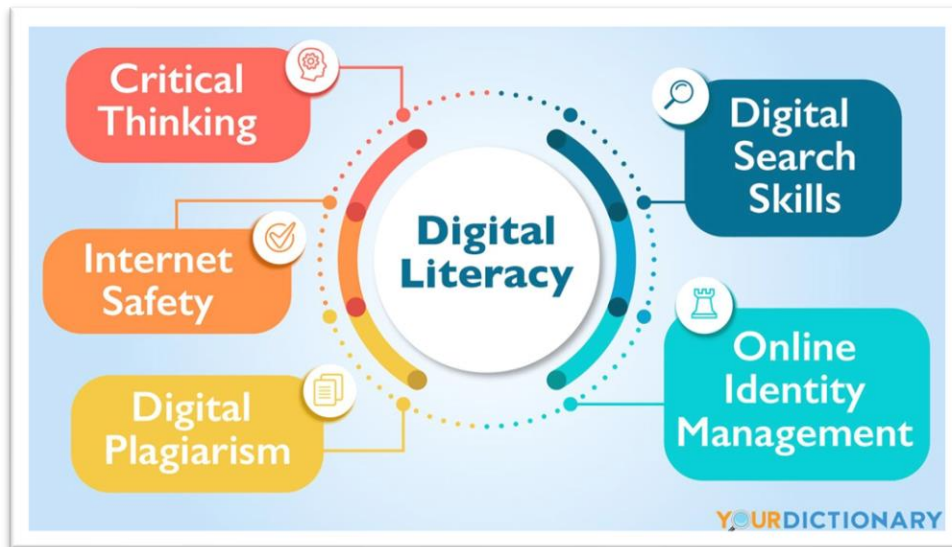 Critical
Thinking
Internet
Safety
Digital
Plagiarism
Digital
Literacy
Digital
Search
Skills
Online
Identity
Management
YOURDICTIONARY